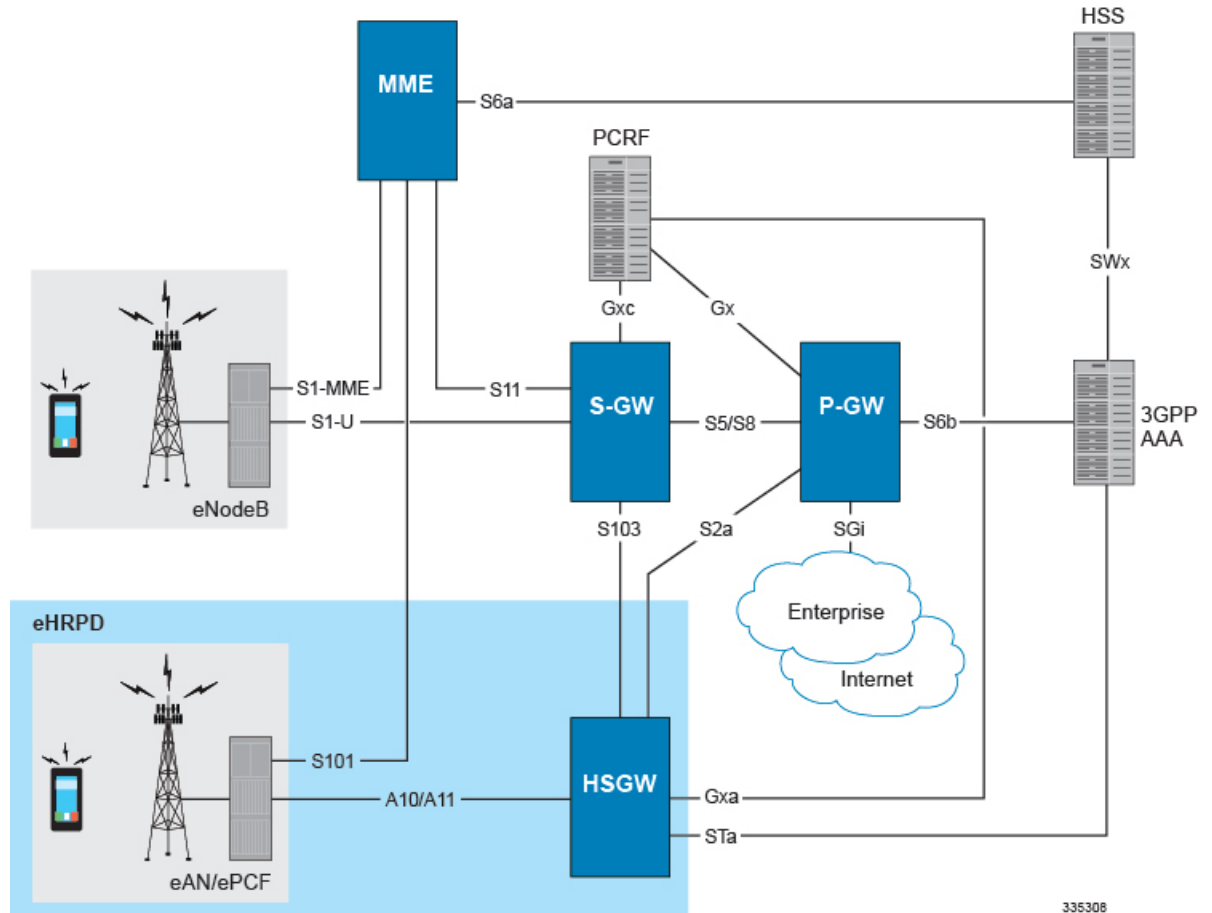 HSS
MME
S6a
PCRF
SWx
Gxc
Gx
S1-MME
S11
S-GW
P-GW
S1-U
S5/S8
S6b
3GPP
AAA
eNodeB
S103
S2a
SGi
Enterprise
eHRPD
Internet
S101
HSGW
A10/A11
Gxa
STa
eAN/ePCF
335308